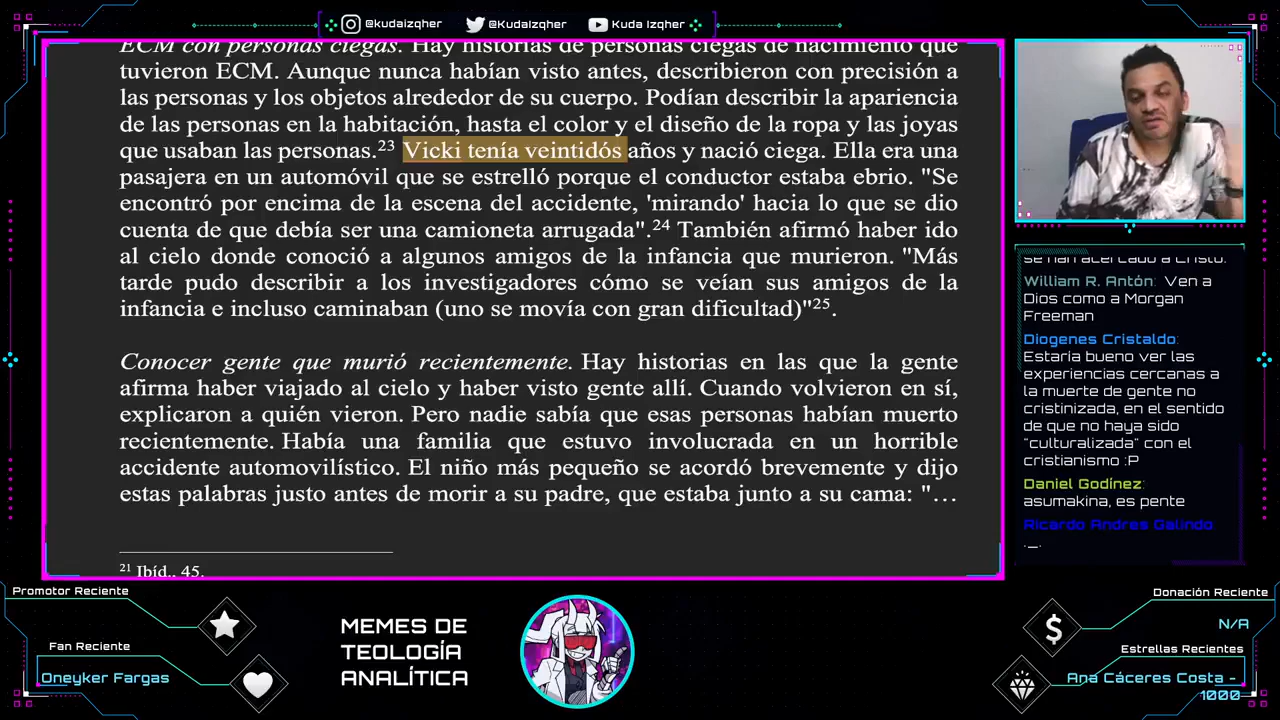 @kudaizqher
@Kudaizqher
Kuda Izqher
ECM con personas ciegas. Hay historias de personas ciegas de nacimiento que
tuvieron ECM. Aunque nunca habían visto antes, describieron con precisión a
las personas y los objetos alrededor de su cuerpo. Podían describir la apariencia
de las personas en la habitación, hasta el color y el diseño de la ropa y las joyas
que usaban las personas.23 Vicki tenía veintidós años y nació ciega. Ella era una
pasajera en un automóvil que se estrelló porque el conductor estaba ebrio. "Se
encontró por encima de la escena del accidente, 'mirando' hacia lo que se dio
cuenta de que debía ser una camioneta arrugada".24 También afirmó haber ido
al cielo donde conoció a algunos amigos de la infancia que murieron. "Más
tarde pudo describir a los investigadores cómo se veían sus amigos de la
infancia e incluso caminaban (uno se movía con gran dificultad)"25.
Conocer gente que murió recientemente. Hay historias en las que la gente
afirma haber viajado al cielo y haber visto gente allí. Cuando volvieron en sí,
explicaron a quién vieron. Pero nadie sabía que esas personas habían muerto
recientemente. Había una familia que estuvo involucrada en un horrible
accidente automovilístico. El niño más pequeño se acordó brevemente y dijo
estas palabras justo antes de morir a su padre, que estaba junto a su cama: "…
21 Ibíd., 45.
se han acercado a Cristo.
William R. Antón: Ven a
Dios como a Morgan
Freeman
Diogenes Cristaldo:
Estaría bueno ver las
experiencias cercanas a
la muerte de gente no
cristinizada, en el sentido
de que no haya sido
"culturalizada" con el
cristianismo :P
Daniel Godínez:
asumakina, es pente
Ricardo Andres Galindo
._.
Promotor Reciente
Fan Reciente
Oneyker Fargas
MEMES DE
TEOLOGÍA
ANALÍTICA
Donación Reciente
N/A
Estrellas Recientes
Ana Cáceres Costa -
1000